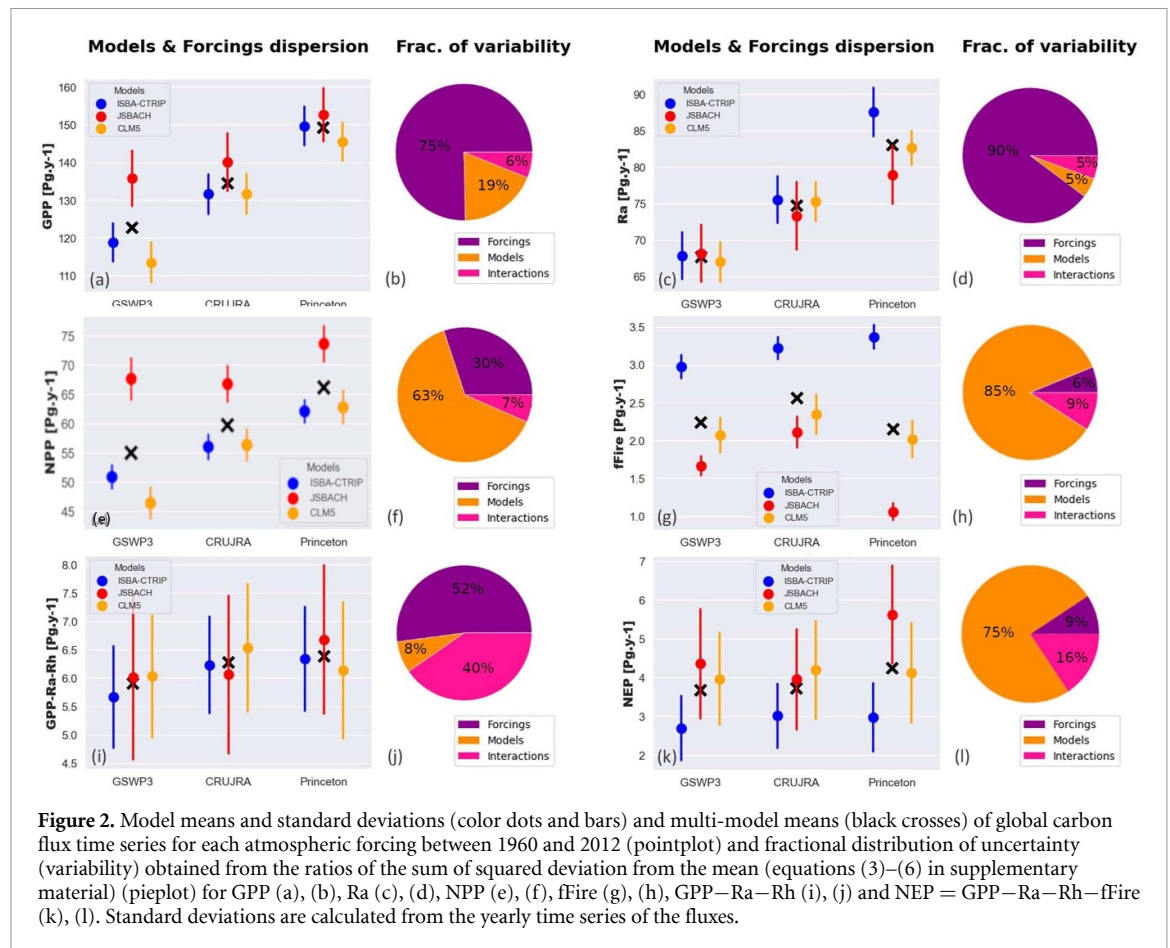 Models & Forcings dispersion
Frac. of variability
Models & Forcings dispersion
Frac. of variability
GPP [Pg.y-1]
160
150
140
130
120
110
Models
ISBA-CTRIP
JSBACH
CLM5
(a)
GSWP3
CRUJRA
Princeton
75%
6%
19%
(b)
Forcings
Models
Interactions
Ra [Pg.y-1]
90
85
80
75
70
65
Models
ISBA-CTRIP
JSBACH
CLM5
(c)
GSWP3
CRUJRA
Princeton
90%
5%
5%
(d)
Forcings
Models
Interactions
NPP [Pg.y-1]
75
70
65
60
55
50
45
Models
ISBA-CTRIP
JSBACH
CLM5
(e)
GSWP3
CRUJRA
Princeton
30%
63%
7%
(f)
Forcings
Models
Interactions
fFire [Pg.y-1]
3.5
3.0
2.5
2.0
1.5
1.0
Models
ISBA-CTRIP
JSBACH
CLM5
(g)
GSWP3
CRUJRA
Princeton
85%
6%
9%
(h)
Forcings
Models
Interactions
GPP-Ra-Rh [Pg.y-1]
8.0
7.5
7.0
6.5
6.0
5.5
5.0
4.5
Models
ISBA-CTRIP
JSBACH
CLM5
(i)
GSWP3
CRUJRA
Princeton
52%
8%
40%
(j)
Forcings
Models
Interactions
NEP [Pg.y-1]
7
6
5
4
3
2
Models
ISBA-CTRIP
JSBACH
CLM5
(k)
GSWP3
CRUJRA
Princeton
75%
9%
16%
(l)
Forcings
Models
Interactions
Figure 2. Model means and standard deviations (color dots and bars) and multi-model means (black crosses) of global carbon
flux time series for each atmospheric forcing between 1960 and 2012 (pointplot) and fractional distribution of uncertainty
(variability) obtained from the ratios of the sum of squared deviation from the mean (equations (3)–(6) in supplementary
material) (pieplot) for GPP (a), (b), Ra (c), (d), NPP (e), (f), fFire (g), (h), GPP−Ra−Rh (i), (j) and NEP = GPP−Ra−Rh−fFire
(k), (l). Standard deviations are calculated from the yearly time series of the fluxes.